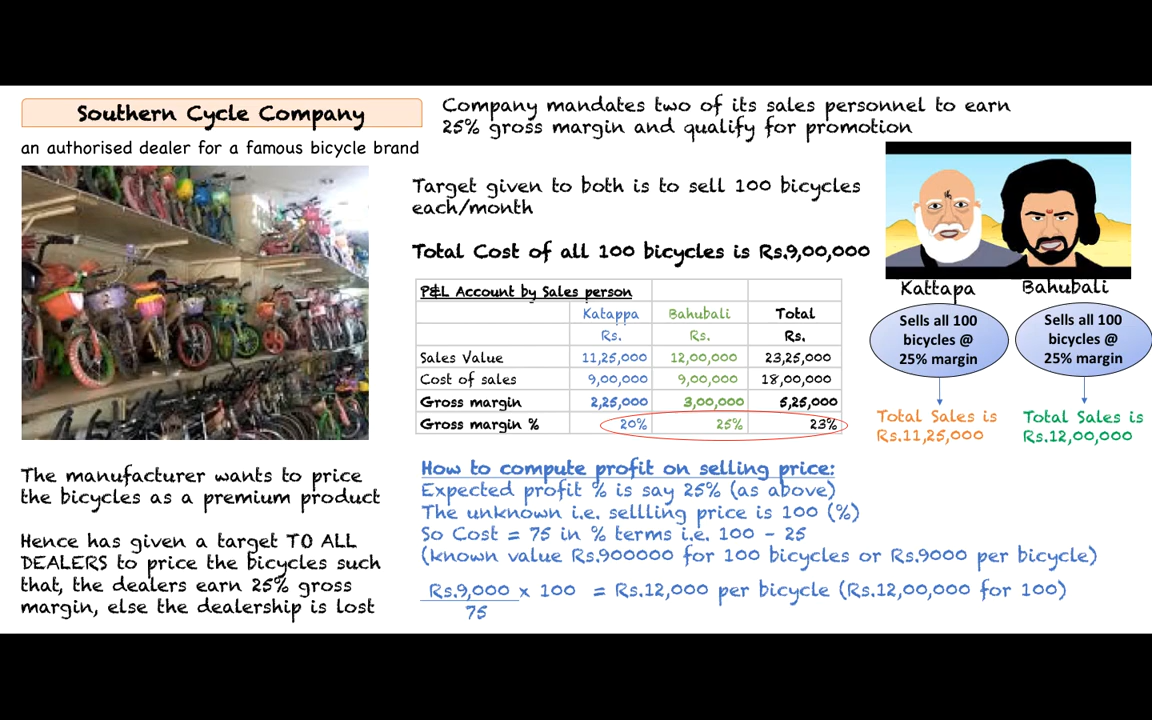 Southern Cycle Company
an authorised dealer for a famous bicycle brand
The manufacturer wants to price
the bicycles as a premium product
Hence has given a target TO ALL
DEALERS to price the bicycles such
that, the dealers earn 25% gross
margin, else the dealership is lost
Company mandates two of its sales personnel to earn
25% gross margin and qualify for promotion
Target given to both is to sell 100 bicycles
each/month
Total Cost of all 100 bicycles is Rs.9,00,000
P&L Account by Sales person
Katappa Bahubali Total
Rs. Rs. Rs.
Sales Value 11,25,000 12,00,000 23,25,000
Cost of sales 9,00,000 9,00,000 18,00,000
Gross margin 2,25,000 3,00,000 5,25,000
Gross margin % 20% 25% 23%
How to compute profit on selling price:
Expected profit % is say 25% (as above)
The unknown i.e. sellling price is 100 (%)
So Cost = 75 in % terms i.e. 100 - 25
(known value Rs.900000 for 100 bicycles or Rs.9000 per bicycle)
Rs.9,000 x 100 = Rs.12,000 per bicycle (Rs.12,00,000 for 100)
75
Kattapa
Sells all 100
bicycles @
25% margin
Total Sales is
Rs.11,25,000
Bahubali
Sells all 100
bicycles @
25% margin
Total Sales is
Rs.12,00,000